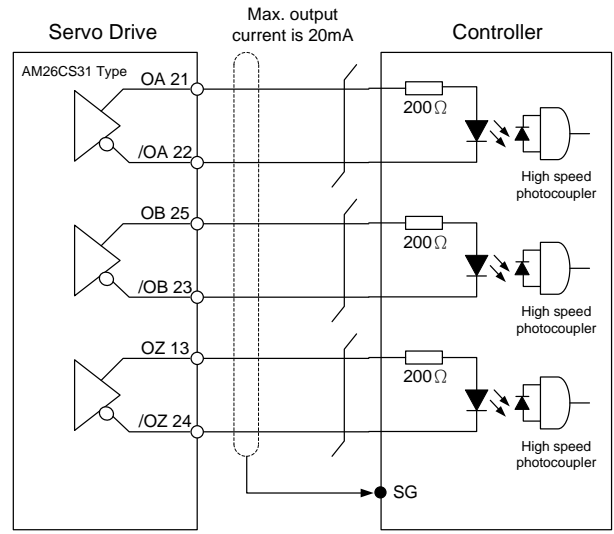 Max. output
current is 20mA
Servo Drive
Controller
AM26CS31 Type
OA 21
200Ω
/OA 22
High speed
photocoupler
OB 25
200Ω
/OB 23
High speed
photocoupler
OZ 13
200Ω
/OZ 24
High speed
photocoupler
SG